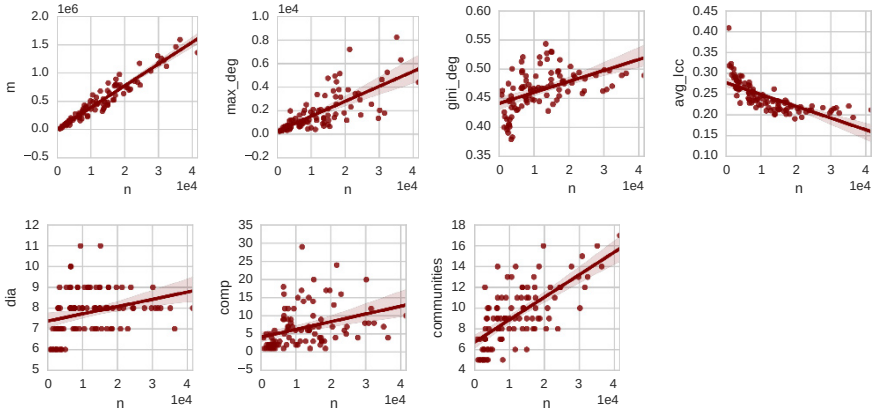 1e6
2.0
1.5
1.0
0.5
0.0
−0.5
m
0 1 2 3 4
n
1e4
1e4
1.0
0.8
0.6
0.4
0.2
0.0
−0.2
max_deg
0 1 2 3 4
n
1e4
0.60
0.55
0.50
0.45
0.40
0.35
gini_deg
0 1 2 3 4
n
1e4
0.45
0.40
0.35
0.30
0.25
0.20
0.15
0.10
avg_lcc
0 1 2 3 4
n
1e4
12
11
10
9
8
7
6
5
dia
0 1 2 3 4
n
1e4
35
30
25
20
15
10
5
0
−5
comp
0 1 2 3 4
n
1e4
18
16
14
12
10
8
6
4
communities
0 1 2 3 4
n
1e4